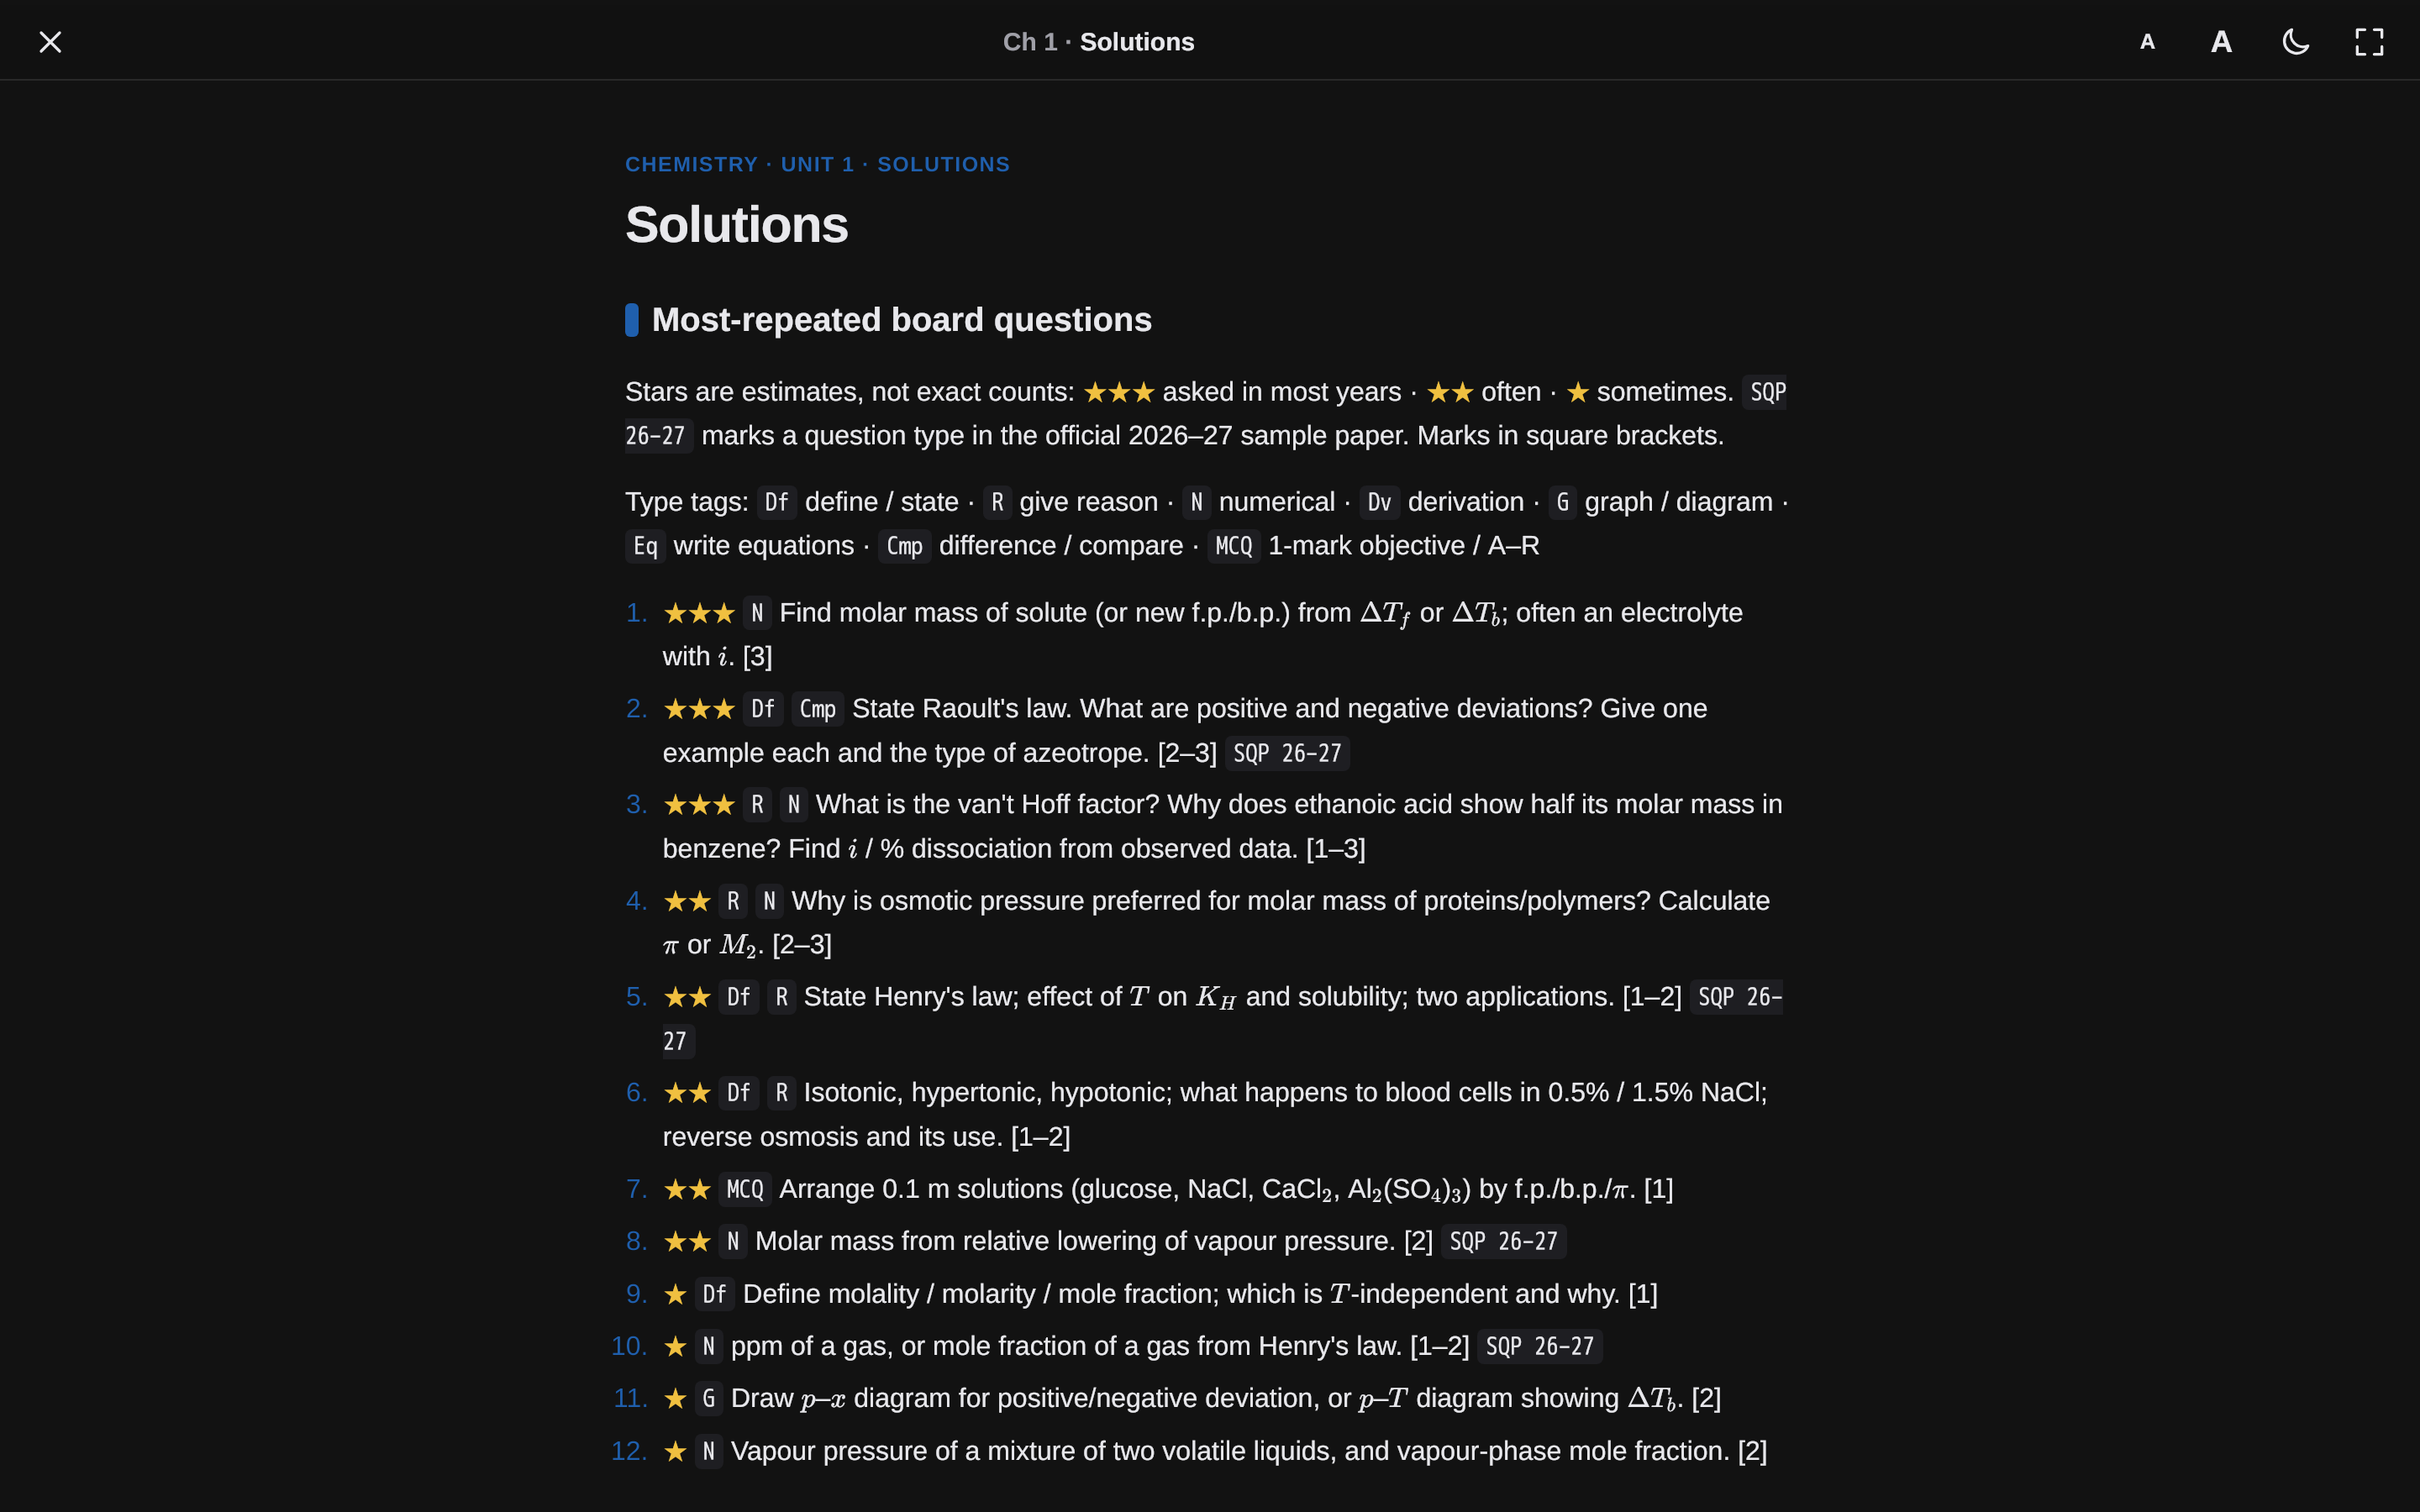 Ch 1 · Solutions
A A
CHEMISTRY · UNIT 1 · SOLUTIONS
Solutions
Most-repeated board questions
Stars are estimates, not exact counts: ★★★ asked in most years · ★★ often · ★ sometimes. SQP
26–27 marks a question type in the official 2026–27 sample paper. Marks in square brackets.
Type tags: Df define / state · R give reason · N numerical · Dv derivation · G graph / diagram ·
Eq write equations · Cmp difference / compare · MCQ 1-mark objective / A–R
1. ★★★ N Find molar mass of solute (or new f.p./b.p.) from ΔT_f or ΔT_b; often an electrolyte
with i. [3]
2. ★★★ Df Cmp State Raoult's law. What are positive and negative deviations? Give one
example each and the type of azeotrope. [2–3] SQP 26–27
3. ★★★ R N What is the van't Hoff factor? Why does ethanoic acid show half its molar mass in
benzene? Find i / % dissociation from observed data. [1–3]
4. ★★ R N Why is osmotic pressure preferred for molar mass of proteins/polymers? Calculate
π or M₂. [2–3]
5. ★★ Df R State Henry's law; effect of T on K_H and solubility; two applications. [1–2] SQP 26–
27
6. ★★ Df R Isotonic, hypertonic, hypotonic; what happens to blood cells in 0.5% / 1.5% NaCl;
reverse osmosis and its use. [1–2]
7. ★★ MCQ Arrange 0.1 m solutions (glucose, NaCl, CaCl₂, Al₂(SO₄)₃) by f.p./b.p./π. [1]
8. ★★ N Molar mass from relative lowering of vapour pressure. [2] SQP 26–27
9. ★ Df Define molality / molarity / mole fraction; which is T-independent and why. [1]
10. ★ N ppm of a gas, or mole fraction of a gas from Henry's law. [1–2] SQP 26–27
11. ★ G Draw p–x diagram for positive/negative deviation, or p–T diagram showing ΔT_b. [2]
12. ★ N Vapour pressure of a mixture of two volatile liquids, and vapour-phase mole fraction. [2]